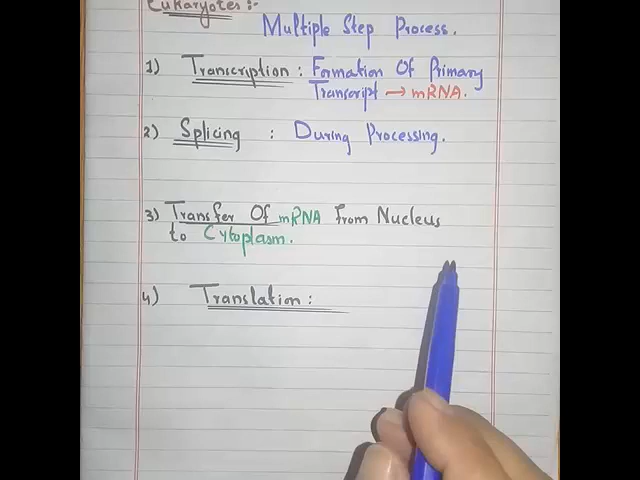 Eukaryotes:-
Multiple Step Process.
1) Transcription: Formation Of Primary
Transcript → mRNA.
2) Splicing : During Processing.
3) Transfer Of mRNA From Nucleus
to Cytoplasm.
4) Translation: